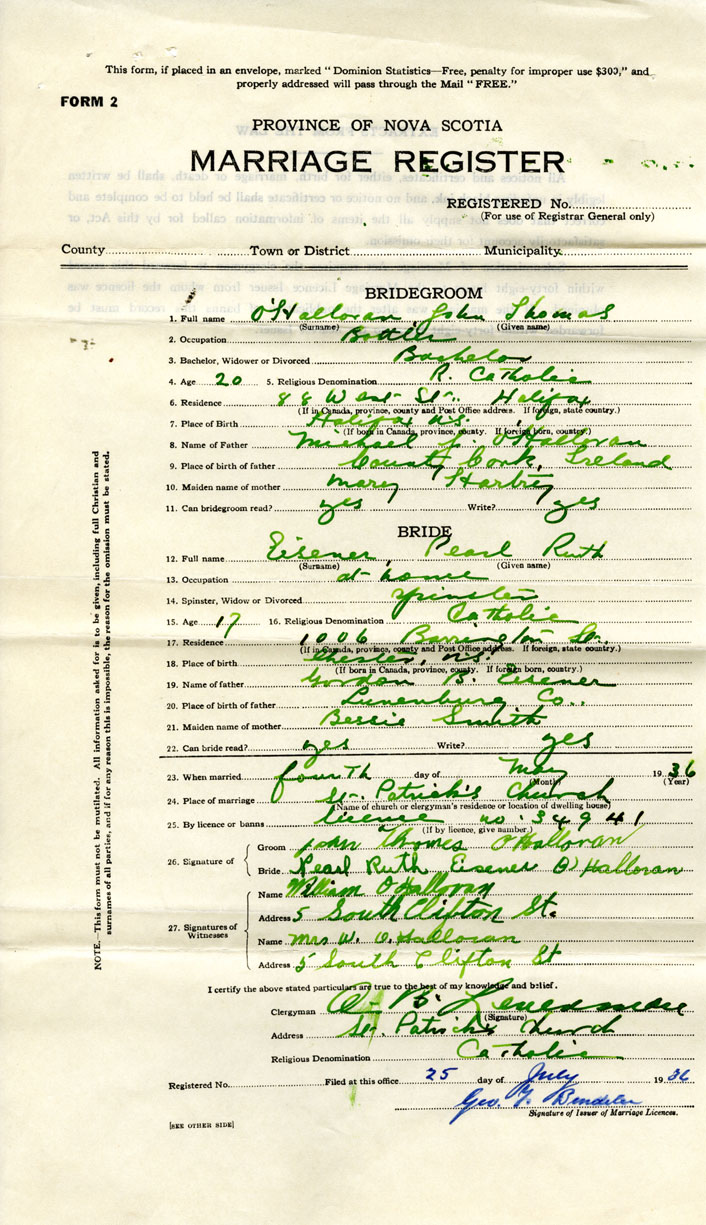 This form, if placed in an envelope, marked "Dominion Statistics—Free, penalty for improper use $300," and
properly addressed will pass through the Mail "FREE."
FORM 2
PROVINCE OF NOVA SCOTIA
MARRIAGE REGISTER
REGISTERED No.
(For use of Registrar General only)
County Town or District Municipality
BRIDEGROOM
1. Full name O'Halloran John Thomas
(Surname) (Given name)
2. Occupation Bottler
3. Bachelor, Widower or Divorced Bachelor
4. Age 20 5. Religious Denomination R. Catholic
6. Residence 88 West St. Halifax
(If in Canada, province, county and Post Office address. If foreign, state country.)
7. Place of Birth Halifax N.S.
(If born in Canada, province, county. If foreign born, country.)
8. Name of Father Michael J. O'Halloran
9. Place of birth of father County Cork, Ireland
10. Maiden name of mother Mary
11. Can bridegroom read? yes Write? yes
BRIDE
12. Full name Eisener, Pearl Ruth
(Surname) (Given name)
13. Occupation at home
14. Spinster, Widow or Divorced Spinster
15. Age 17 16. Religious Denomination Catholic
17. Residence 1006 Barrington St.
(If in Canada, province, county and Post Office address. If foreign, state country.)
18. Place of birth Chester, N.S.
(If born in Canada, province, county. If foreign born, country.)
19. Name of father Gordon B. Eisener
20. Place of birth of father Lunenburg Co.
21. Maiden name of mother Bessie Smith
22. Can bride read? yes Write? yes
23. When married fourth day of May 1936
(Month) (Year)
24. Place of marriage St. Patrick's Church
(Name of church or clergyman's residence or location of dwelling house)
25. By licence or banns licence no. 34941
(If by licence, give number.)
26. Signature of
Groom John Thomas O'Halloran
Bride Pearl Ruth Eisener O'Halloran
27. Signatures of Witnesses
Name William O'Halloran
Address 5 South Clifton St.
Name Mrs W. O'Halloran
Address 5 South Clifton St
I certify the above stated particulars are true to the best of my knowledge and belief.
Clergyman B.
(Signature)
Address St. Patrick's Church
Religious Denomination Catholic
Registered No. Filed at this office 25 day of July 1936
Geo. F.
Signature of Issuer of Marriage Licences.
[SEE OTHER SIDE]
NOTE.—This form must not be mutilated. All information asked for is to be given, including full Christian and
surnames of all parties, and if for any reason this is impossible, the reason for the omission must be stated.